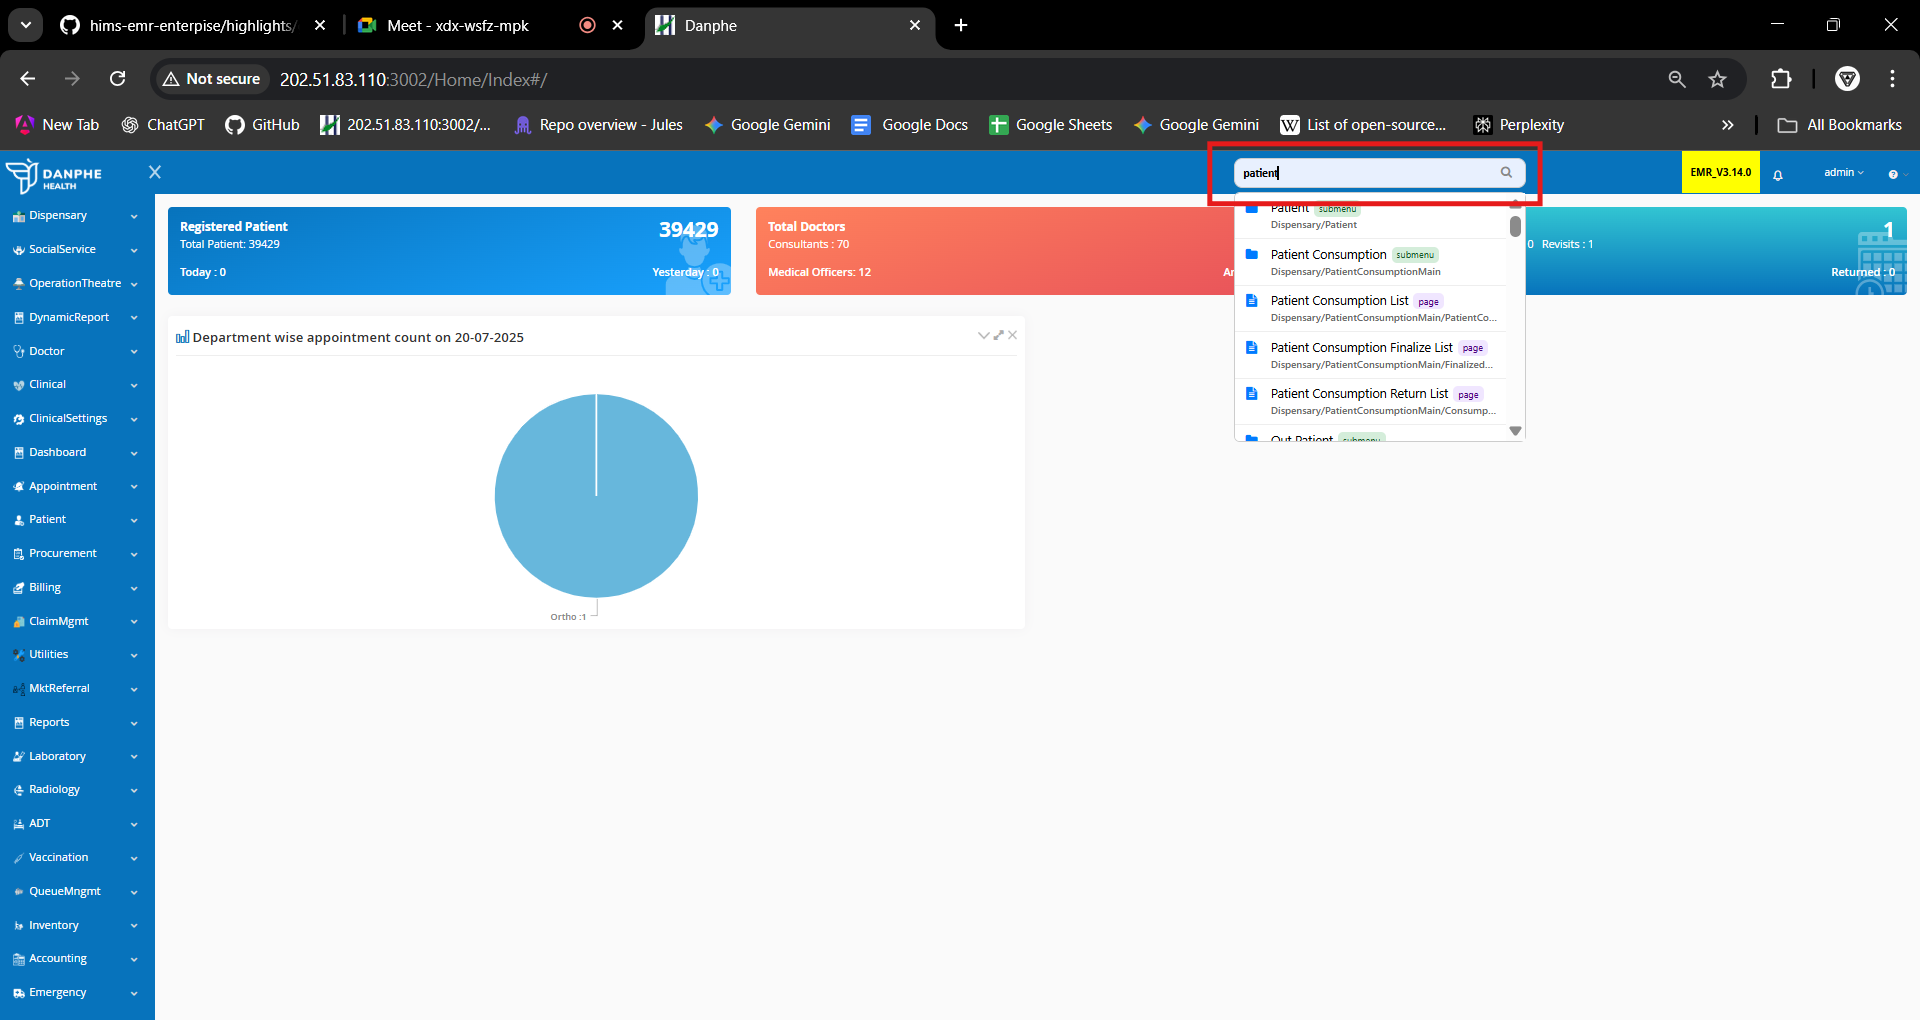 hims-emr-enterpise/highlights/
Meet - xdx-wsfz-mpk
Danphe
Not secure
202.51.83.110:3002/Home/Index#/
New Tab
ChatGPT
GitHub
202.51.83.110:3002/...
Repo overview - Jules
Google Gemini
Google Docs
Google Sheets
Google Gemini
List of open-source...
Perplexity
All Bookmarks
DANPHE
HEALTH
patient
EMR_V3.14.0
admin
Dispensary
SocialService
OperationTheatre
DynamicReport
Doctor
Clinical
ClinicalSettings
Dashboard
Appointment
Patient
Procurement
Billing
ClaimMgmt
Utilities
MktReferral
Reports
Laboratory
Radiology
ADT
Vaccination
QueueMngmt
Inventory
Accounting
Emergency
Registered Patient
39429
Total Patient: 39429
Today : 0
Yesterday : 0
Total Doctors
Consultants : 70
Medical Officers: 12
Patient submenu
Dispensary/Patient
Patient Consumption submenu
Dispensary/PatientConsumptionMain
Patient Consumption List page
Dispensary/PatientConsumptionMain/PatientCo...
Patient Consumption Finalize List page
Dispensary/PatientConsumptionMain/Finalized...
Patient Consumption Return List page
Dispensary/PatientConsumptionMain/Consump...
Out Patient submenu
1
0 Revisits : 1
Returned : 0
Department wise appointment count on 20-07-2025
Ortho :1